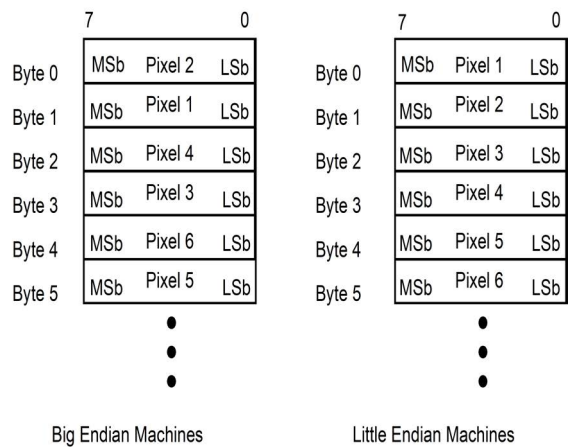 7 0 7 0
Byte 0 MSb Pixel 2 LSb Byte 0 MSb Pixel 1 LSb
Byte 1 MSb Pixel 1 LSb Byte 1 MSb Pixel 2 LSb
Byte 2 MSb Pixel 4 LSb Byte 2 MSb Pixel 3 LSb
Byte 3 MSb Pixel 3 LSb Byte 3 MSb Pixel 4 LSb
Byte 4 MSb Pixel 6 LSb Byte 4 MSb Pixel 5 LSb
Byte 5 MSb Pixel 5 LSb Byte 5 MSb Pixel 6 LSb
Big Endian Machines Little Endian Machines